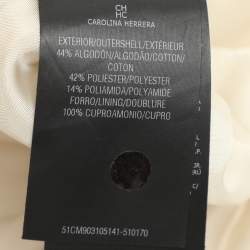 CH
HC
CAROLINA HERRERA
EXTERIOR/OUTERSHELL/EXTÉRIEUR
44% ALGODÓN/ALGODÃO/COTTON/
COTON
42% POLIESTER/POLYESTER
14% POLIAMIDA/POLYAMIDE
FORRO/LINING/DOUBLURE
100% CUPROAMONIO/CUPRO
51CM903105141-510170